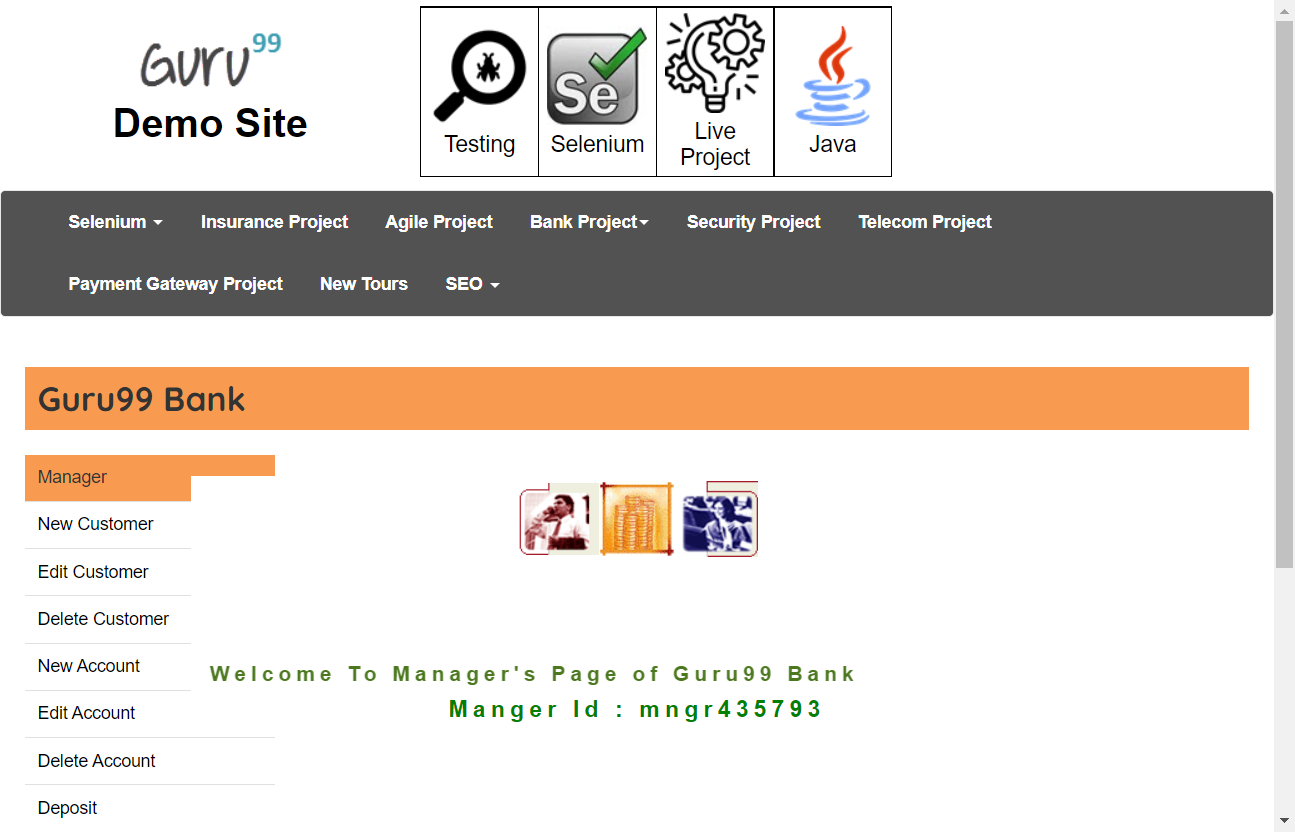 Guru99
Demo Site
Testing
Se
Selenium
Live
Project
Java
Selenium
Insurance Project
Agile Project
Bank Project
Security Project
Telecom Project
Payment Gateway Project
New Tours
SEO
Guru99 Bank
Manager
New Customer
Edit Customer
Delete Customer
New Account
Edit Account
Delete Account
Deposit
Welcome To Manager's Page of Guru99 Bank
Manger Id : mngr435793